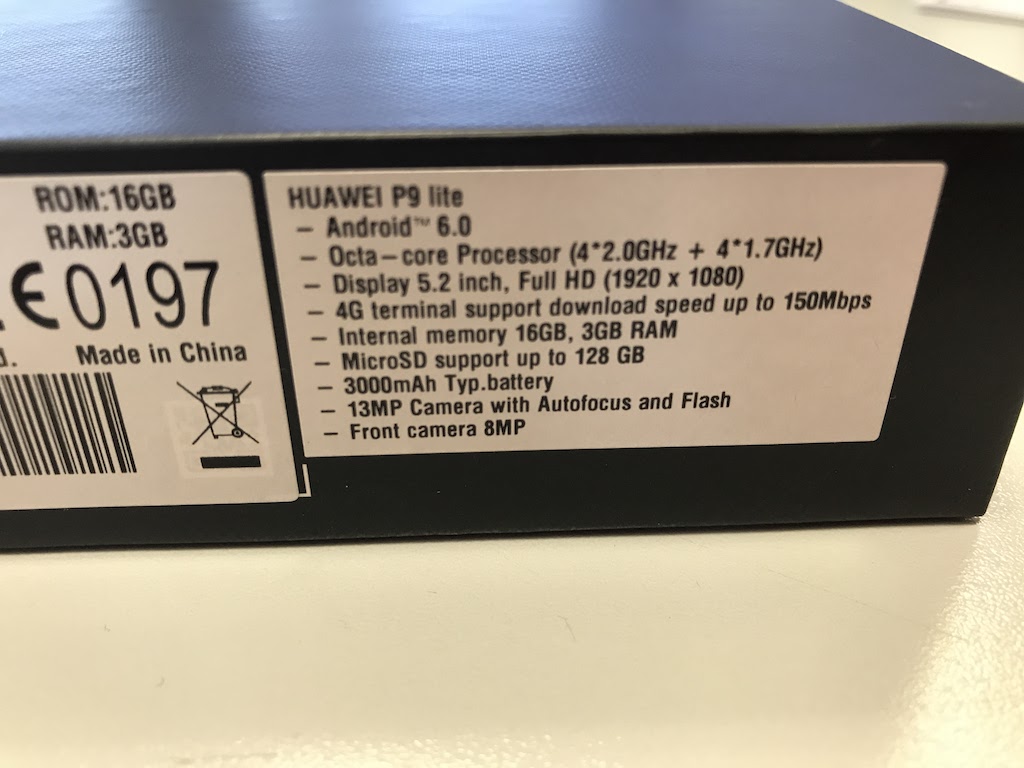 ROM:16GB
RAM:3GB
CE0197
d.
Made in China
HUAWEI P9 lite
– Android™ 6.0
– Octa–core Processor (4*2.0GHz + 4*1.7GHz)
– Display 5.2 inch, Full HD (1920 x 1080)
– 4G terminal support download speed up to 150Mbps
– Internal memory 16GB, 3GB RAM
– MicroSD support up to 128 GB
– 3000mAh Typ.battery
– 13MP Camera with Autofocus and Flash
– Front camera 8MP